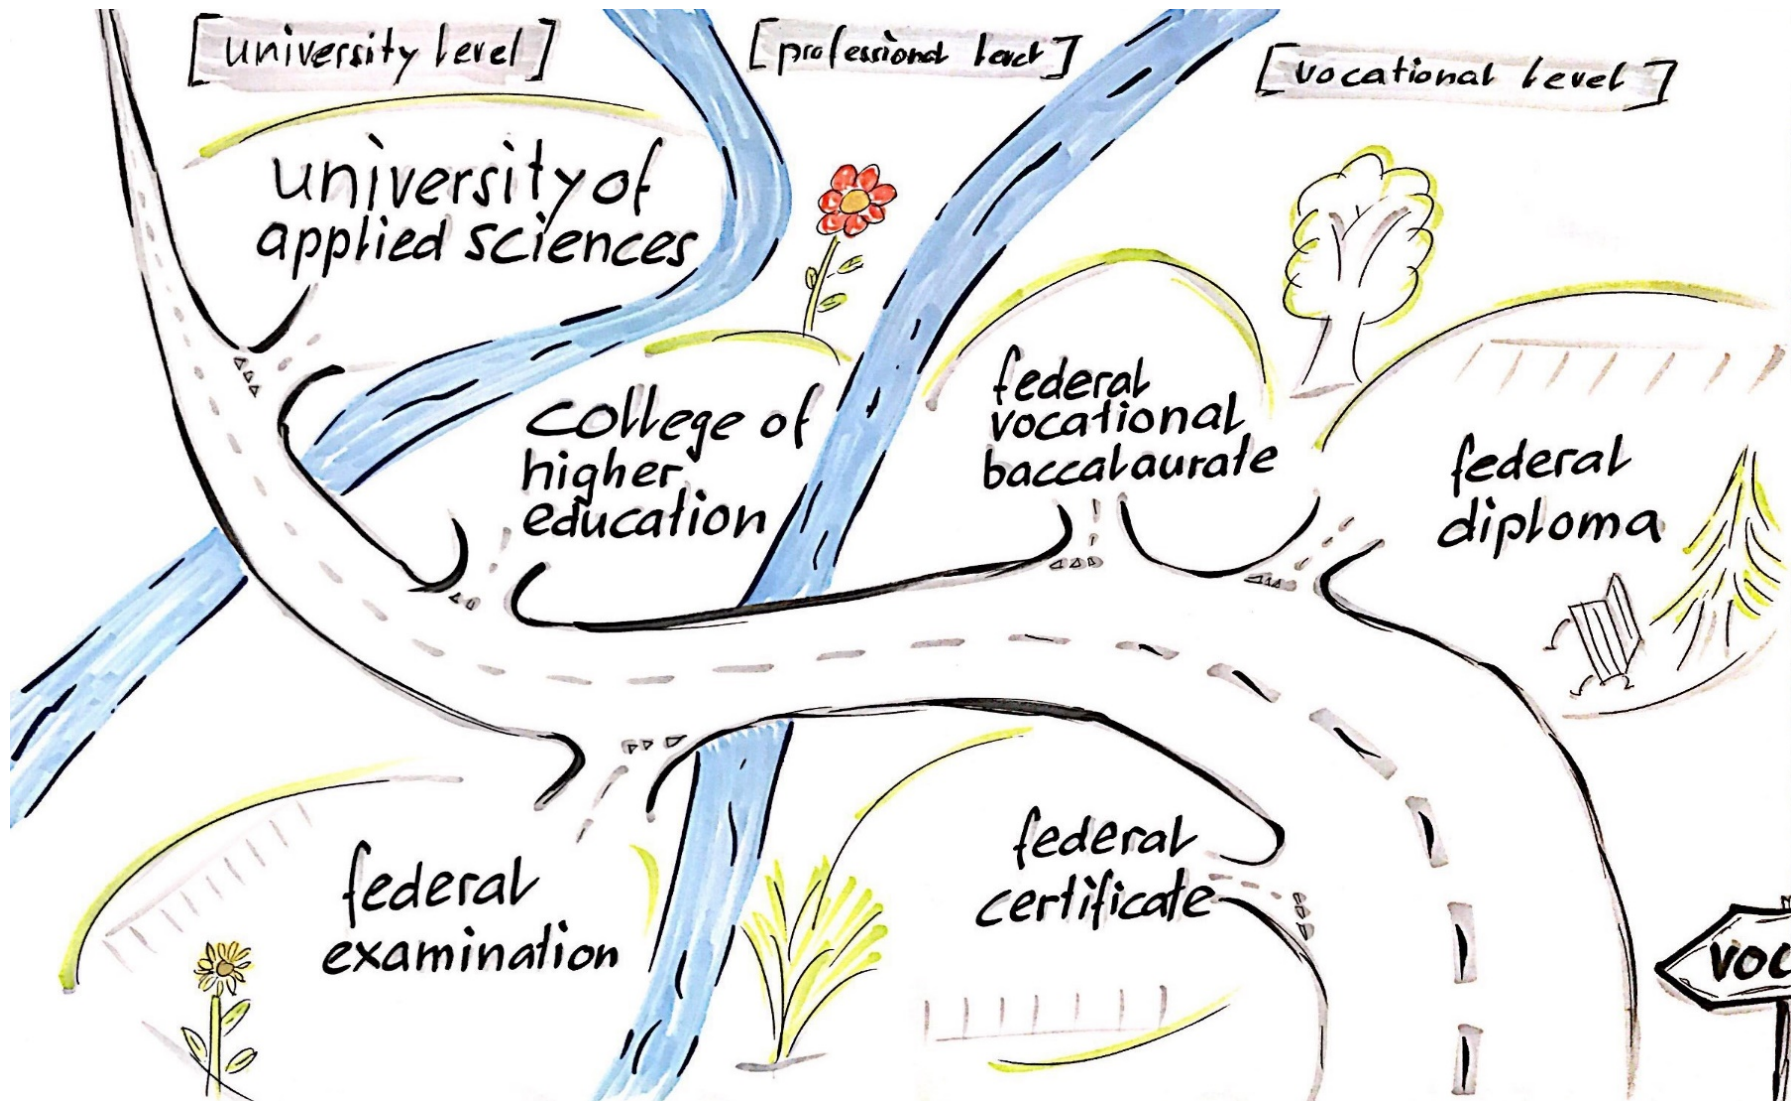 [university level]
[professional level]
[vocational level]
university of
applied sciences
college of
higher
education
federal
vocational
baccalaurate
federal
diploma
federal
examination
federal
certificate
VOC